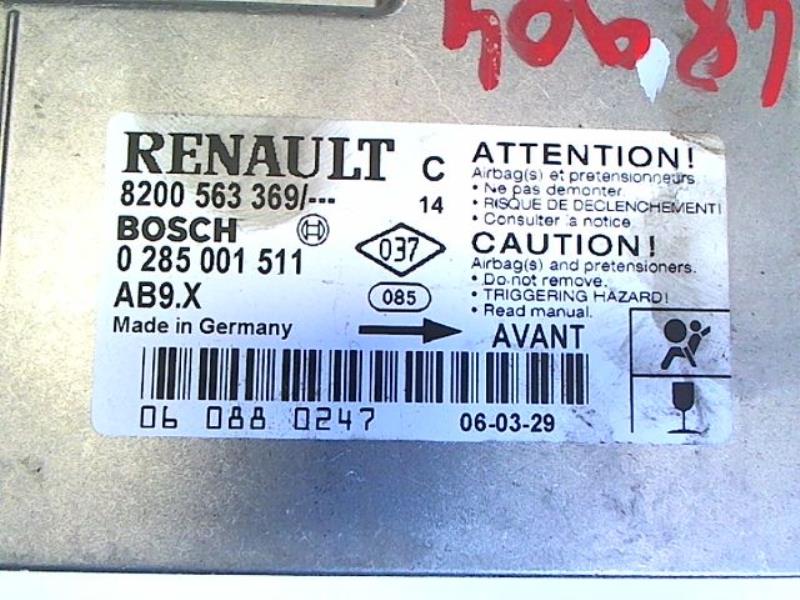 RENAULT C
8200 563 369/--- 14
BOSCH
0 285 001 511 037
AB9.X 085
Made in Germany AVANT
ATTENTION!
Airbag(s) et pretensionneurs.
• Ne pas demonter.
• RISQUE DE DECLENCHEMENT!
• Consulter la notice
CAUTION!
Airbag(s) and pretensioners.
• Do not remove.
• TRIGGERING HAZARD!
• Read manual.
06 088 0247 06-03-29